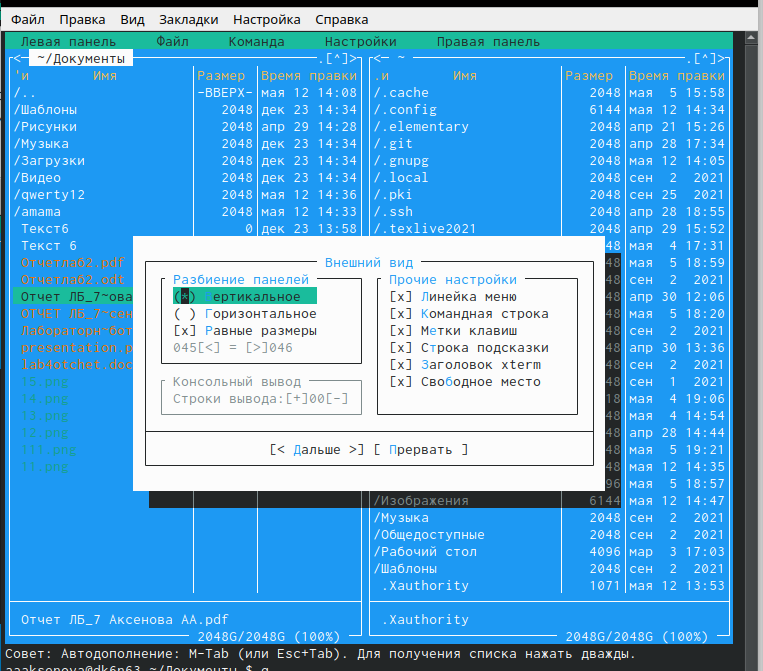 Файл Правка Вид Закладки Настройка Справка
Левая панель Файл Команда Настройки Правая панель
<─ ~/Документы .[^]> <─ ~ .[^]>
'и Имя Размер Время правки .и Имя Размер Время правки
/.. -ВВЕРХ- мая 12 14:08 /.cache 2048 мая 5 15:58
/Шаблоны 2048 дек 23 14:34 /.config 6144 мая 12 14:34
/Рисунки 2048 апр 29 14:28 /.elementary 2048 апр 21 15:26
/Музыка 2048 дек 23 14:34 /.git 2048 апр 28 17:34
/Загрузки 2048 дек 23 14:34 /.gnupg 2048 мая 12 14:05
/Видео 2048 дек 23 14:34 /.local 2048 сен 2 2021
/qwerty12 2048 мая 12 14:36 /.pki 2048 сен 25 2021
/amama 2048 мая 12 14:33 /.ssh 2048 апр 28 18:55
Текст6 0 дек 23 13:58 /.texlive2021 2048 апр 29 15:52
Текст 6 48 мая 4 17:31
Отчетла62.pdf Внешний вид 48 мая 5 18:59
Отчетла62.odt Разбиение панелей Прочие настройки 48 сен 2 2021
Отчет ЛБ_7~ова (*) Вертикальное [x] Линейка меню 48 апр 30 12:06
ОТЧЕТ ЛБ_7~сен ( ) Горизонтальное [x] Командная строка 48 мая 5 18:20
Лабораторн~бот [x] Равные размеры [x] Метки клавиш 48 сен 2 2021
presentation.p 045[<] = [>]046 [x] Строка подсказки 48 апр 30 13:36
lab4otchet.doc [x] Заголовок xterm 48 сен 2 2021
15.png Консольный вывод [x] Свободное место 48 сен 1 2021
14.png Строки вывода:[+]00[-] 18 мая 4 19:06
13.png 48 мая 4 14:54
12.png 48 апр 28 14:44
111.png [< Дальше >] [ Прервать ] 48 мая 5 19:21
11.png 48 мая 12 14:35
96 мая 5 18:57
/Изображения 6144 мая 12 14:47
/Музыка 2048 сен 2 2021
/Общедоступные 2048 сен 2 2021
/Рабочий стол 4096 мар 3 17:03
/Шаблоны 2048 сен 2 2021
.Xauthority 1071 мая 12 13:53
Отчет ЛБ_7 Аксенова АА.pdf .Xauthority
2048G/2048G (100%) 2048G/2048G (100%)
Совет: Автодополнение: M-Tab (или Esc+Tab). Для получения списка нажать дважды.
aaaksenova@dk6n63 ~/Документы $ q